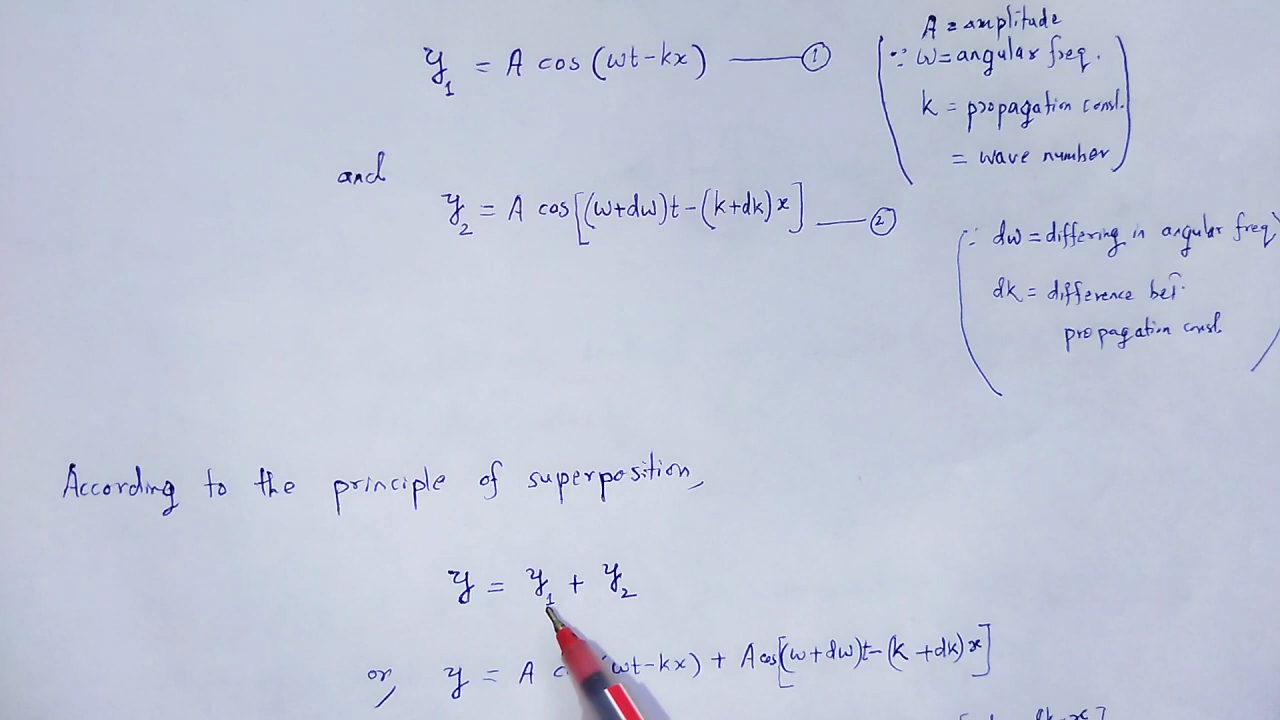 y₁ = A cos (ωt - kx) ——— ①
A = amplitude
∵ ω = angular freq.
k = propagation const.
= wave number
and
y₂ = A cos[(ω+dω)t - (k+dk)x] ——— ②
∵ dω = differing in angular freq
dk = difference bet.
propagation const.
According to the principle of superposition,
y = y₁ + y₂
or, y = A c (ωt - kx) + A cos[(ω+dω)t - (k+dk)x]